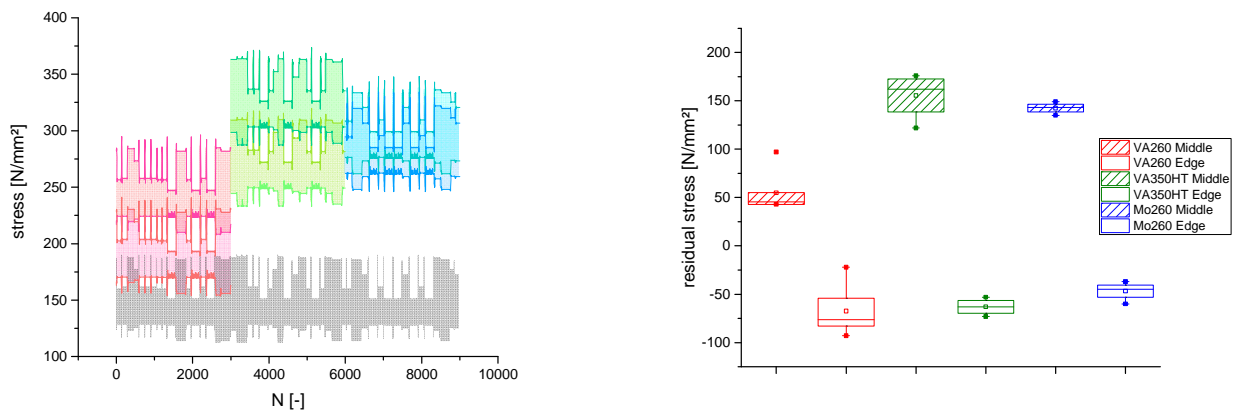 400
350
300
250
200
150
100
stress [N/mm²]
0
2000
4000
6000
8000
10000
N [-]
200
150
100
50
0
-50
-100
residual stress [N/mm²]
VA260 Middle
VA260 Edge
VA350HT Middle
VA350HT Edge
Mo260 Middle
Mo260 Edge